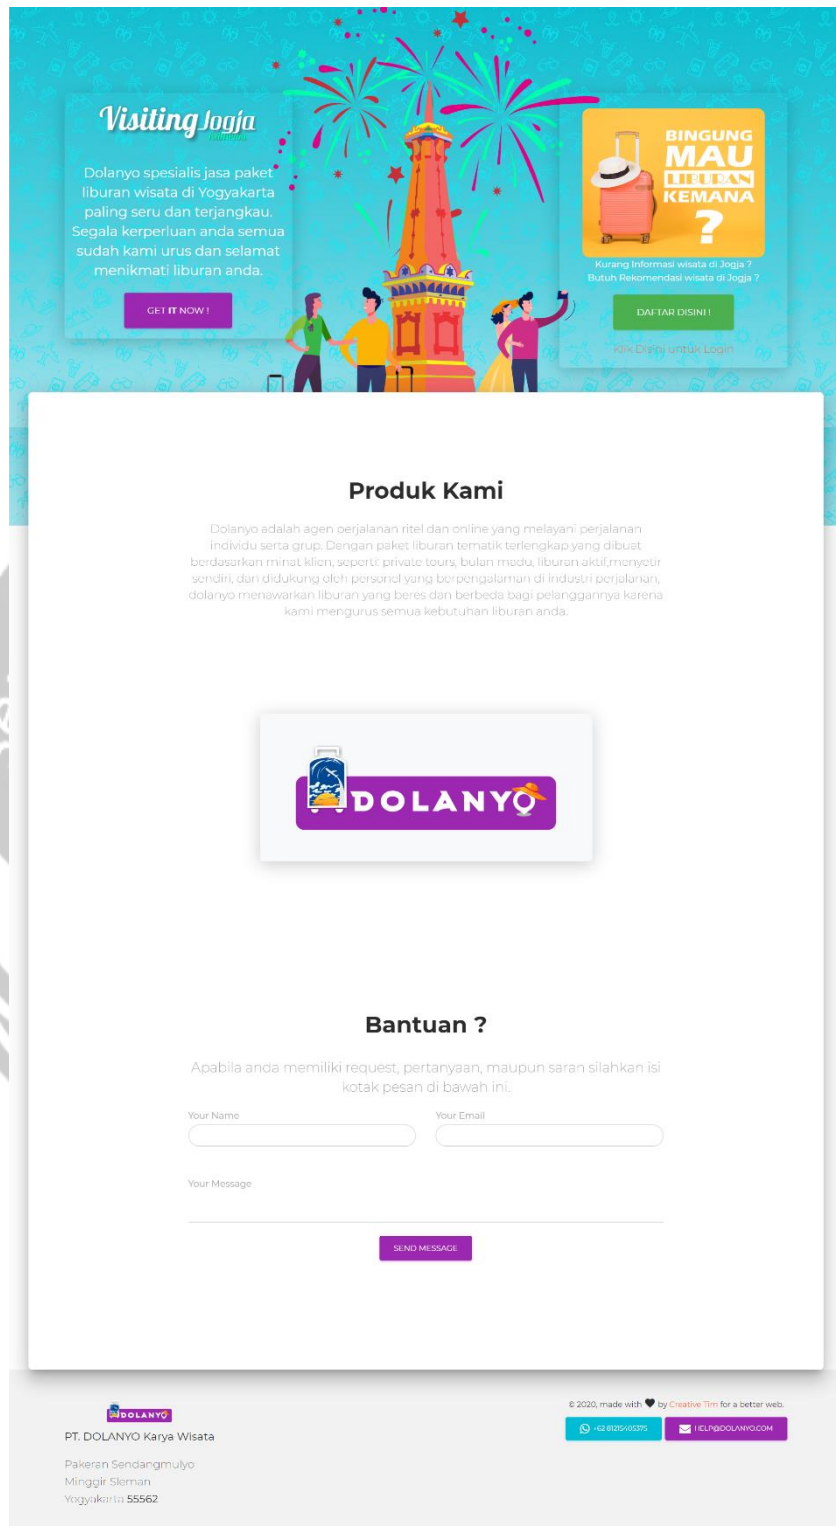 Visiting Jogja
Dolanyo spesialis jasa paket
liburan wisata di Yogyakarta
paling seru dan terjangkau.
Segala kerperluan anda semua
sudah kami urus dan selamat
menikmati liburan anda.
GET IT NOW !
BINGUNG
MAU
LIBURAN
KEMANA
?
Kurang Informasi wisata di Jogja ?
Butuh Rekomendasi wisata di Jogja ?
DAFTAR DISINI !
Klik Disini untuk Login
Produk Kami
Dolanyo adalah agen perjalanan ritel dan online yang melayani perjalanan
individu serta grup. Dengan paket liburan tematik terlengkap yang dibuat
berdasarkan minat klien, seperti: private tours, bulan madu, liburan aktif,menyetir
sendiri, dan didukung oleh personel yang berpengalaman di industri perjalanan,
dolanyo menawarkan liburan yang beres dan berbeda bagi pelanggannya karena
kami mengurus semua kebutuhan liburan anda.
DOLANYO
Bantuan ?
Apabila anda memiliki request, pertanyaan, maupun saran silahkan isi
kotak pesan di bawah ini.
Your Name
Your Email
Your Message
SEND MESSAGE
DOLANYO
PT. DOLANYO Karya Wisata
Pakeran Sendangmulyo
Minggir Sleman
Yogyakarta 55562
© 2020, made with ♥ by Creative Tim for a better web.
+62 81215405375
HELP@DOLANYO.COM